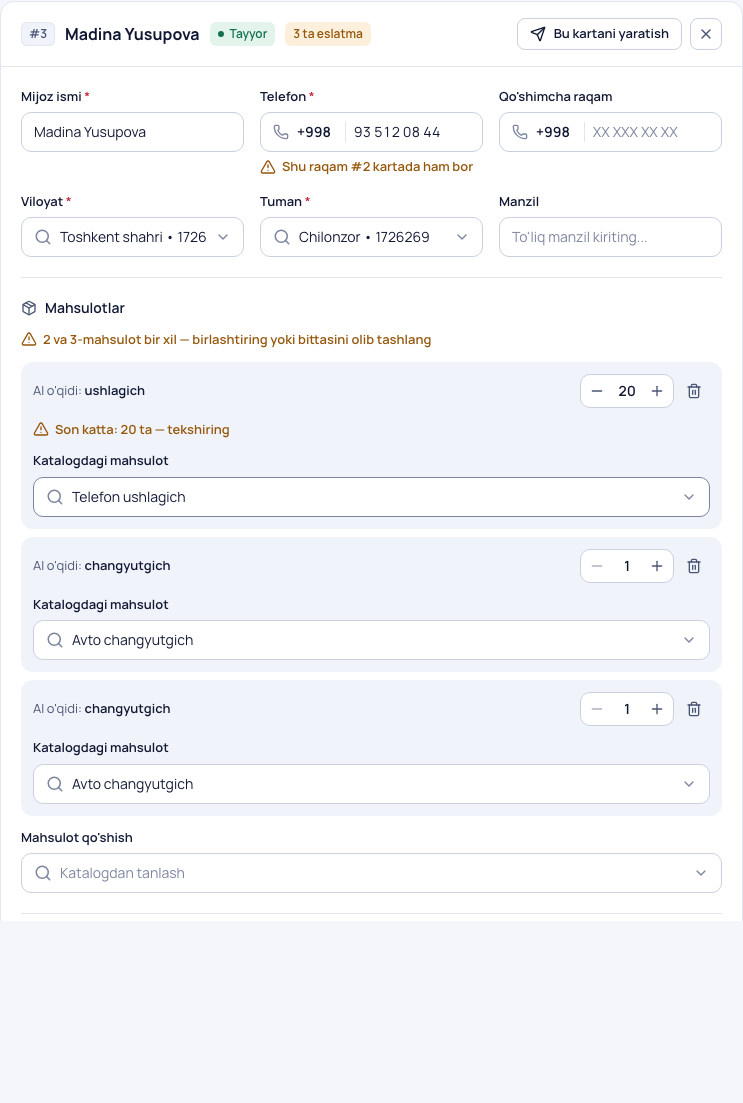 #3 Madina Yusupova • Tayyor 3 ta eslatma Bu kartani yaratish
Mijoz ismi * Telefon * Qo'shimcha raqam
Madina Yusupova +998 93 512 08 44 +998 XX XXX XX XX
Shu raqam #2 kartada ham bor
Viloyat * Tuman * Manzil
Toshkent shahri • 1726 Chilonzor • 1726269 To'liq manzil kiriting...
Mahsulotlar
2 va 3-mahsulot bir xil — birlashtiring yoki bittasini olib tashlang
AI o'qidi: ushlagich − 20 +
Son katta: 20 ta — tekshiring
Katalogdagi mahsulot
Telefon ushlagich
AI o'qidi: changyutgich − 1 +
Katalogdagi mahsulot
Avto changyutgich
AI o'qidi: changyutgich − 1 +
Katalogdagi mahsulot
Avto changyutgich
Mahsulot qo'shish
Katalogdan tanlash